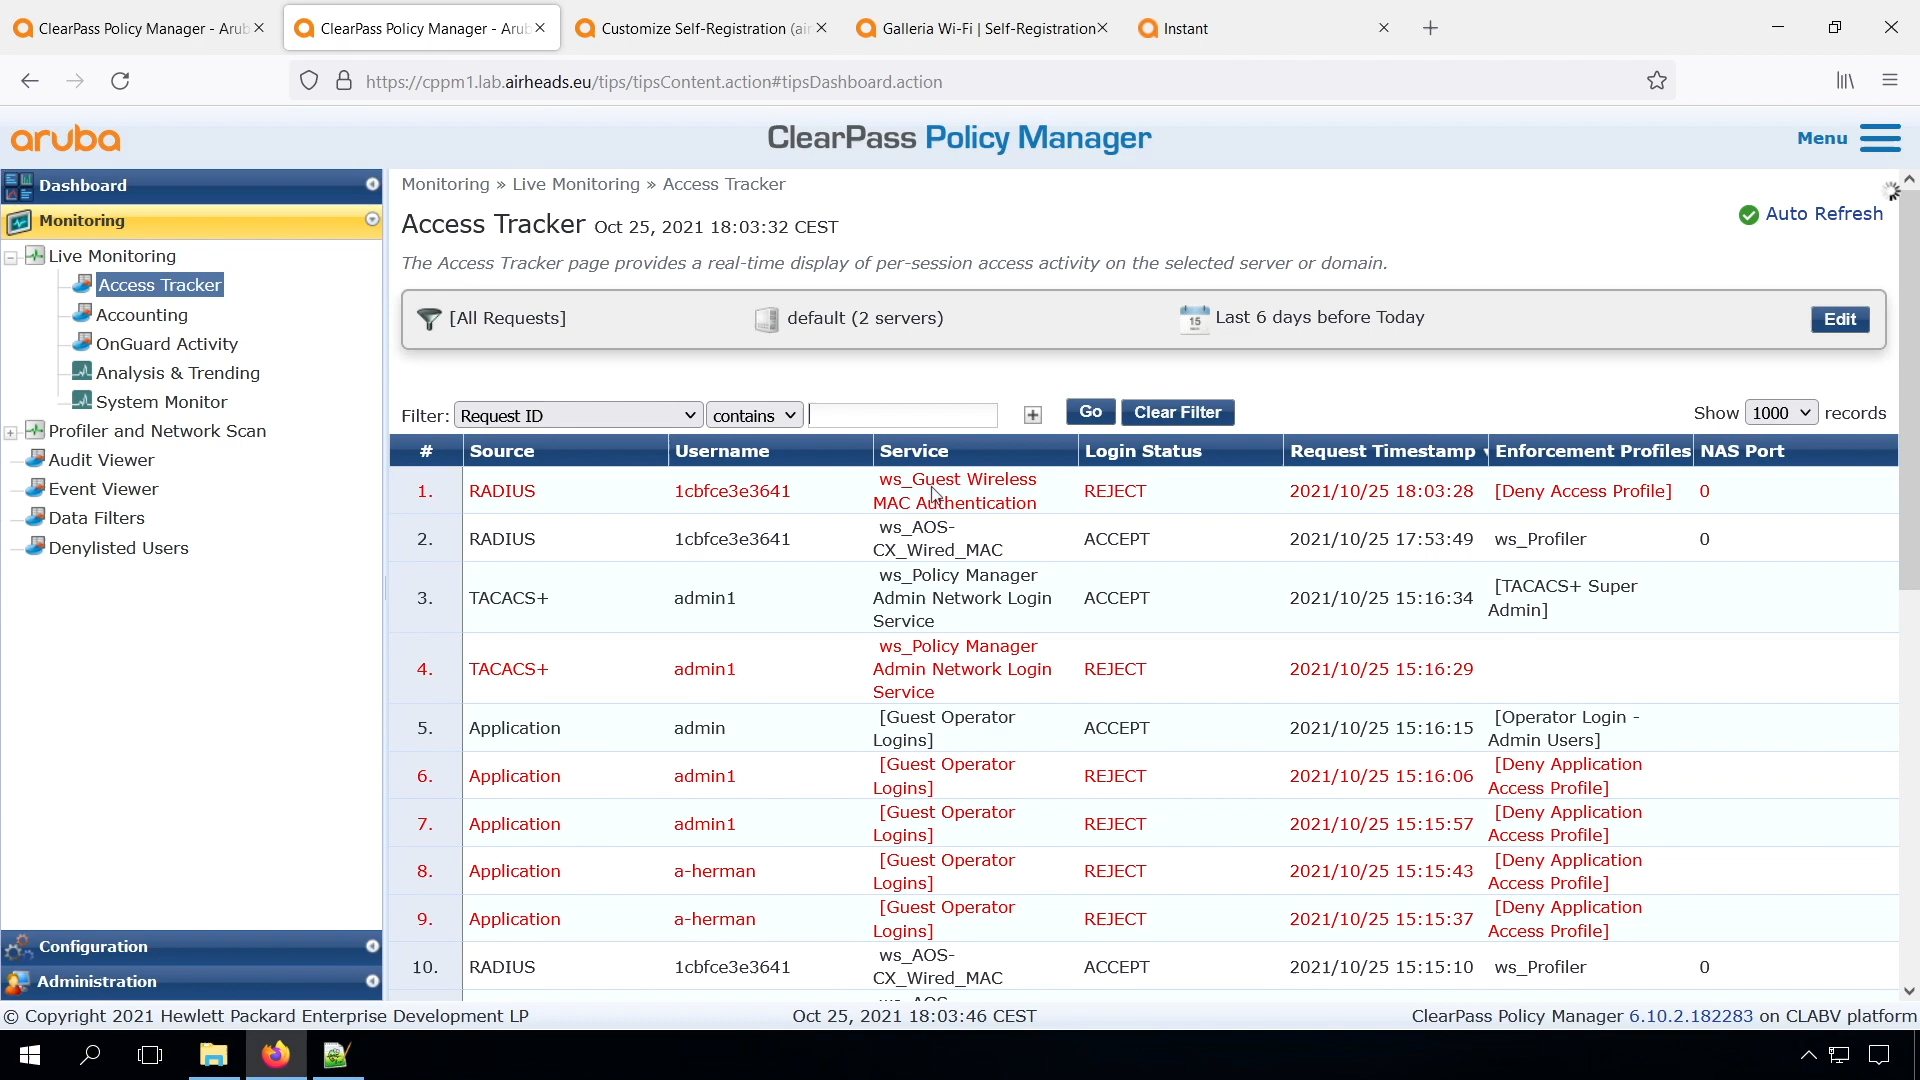 ClearPass Policy Manager - Arub
ClearPass Policy Manager - Arub
Customize Self-Registration (air
Galleria Wi-Fi | Self-Registration
Instant
https://cppm1.lab.airheads.eu/tips/tipsContent.action#tipsDashboard.action
aruba
ClearPass Policy Manager
Menu
Dashboard
Monitoring
Live Monitoring
Access Tracker
Accounting
OnGuard Activity
Analysis & Trending
System Monitor
Profiler and Network Scan
Audit Viewer
Event Viewer
Data Filters
Denylisted Users
Configuration
Administration
Monitoring » Live Monitoring » Access Tracker
Access Tracker Oct 25, 2021 18:03:32 CEST
Auto Refresh
The Access Tracker page provides a real-time display of per-session access activity on the selected server or domain.
[All Requests] default (2 servers) 15 Last 6 days before Today Edit
Filter: Request ID contains + Go Clear Filter Show 1000 records
# Source Username Service Login Status Request Timestamp Enforcement Profiles NAS Port
1. RADIUS 1cbfce3e3641 ws_Guest Wireless MAC Authentication REJECT 2021/10/25 18:03:28 [Deny Access Profile] 0
2. RADIUS 1cbfce3e3641 ws_AOS-CX_Wired_MAC ACCEPT 2021/10/25 17:53:49 ws_Profiler 0
3. TACACS+ admin1 ws_Policy Manager Admin Network Login Service ACCEPT 2021/10/25 15:16:34 [TACACS+ Super Admin]
4. TACACS+ admin1 ws_Policy Manager Admin Network Login Service REJECT 2021/10/25 15:16:29
5. Application admin [Guest Operator Logins] ACCEPT 2021/10/25 15:16:15 [Operator Login - Admin Users]
6. Application admin1 [Guest Operator Logins] REJECT 2021/10/25 15:16:06 [Deny Application Access Profile]
7. Application admin1 [Guest Operator Logins] REJECT 2021/10/25 15:15:57 [Deny Application Access Profile]
8. Application a-herman [Guest Operator Logins] REJECT 2021/10/25 15:15:43 [Deny Application Access Profile]
9. Application a-herman [Guest Operator Logins] REJECT 2021/10/25 15:15:37 [Deny Application Access Profile]
10. RADIUS 1cbfce3e3641 ws_AOS-CX_Wired_MAC ACCEPT 2021/10/25 15:15:10 ws_Profiler 0
© Copyright 2021 Hewlett Packard Enterprise Development LP Oct 25, 2021 18:03:46 CEST ClearPass Policy Manager 6.10.2.182283 on CLABV platform